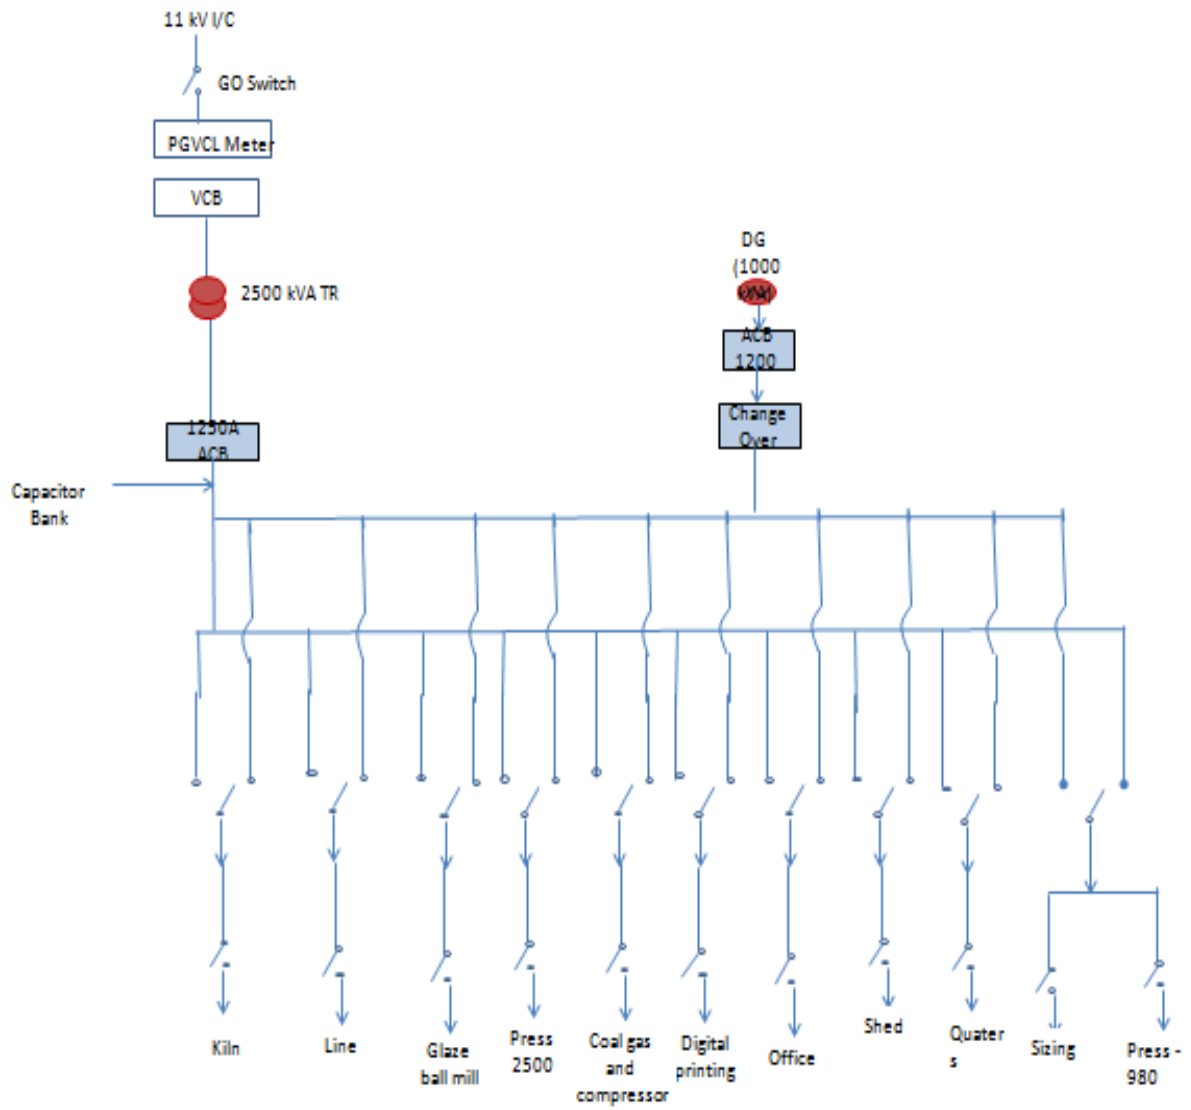 11 kV I/C
GO Switch
PGVCL Meter
VCB
2500 kVA TR
DG
(1000
ACB
1200
Change
Over
1250A
ACB
Capacitor
Bank
Kiln
Line
Glaze
ball mill
Press
2500
Coal gas
and
compressor
Digital
printing
Office
Shed
Quater
s
Sizing
Press -
980